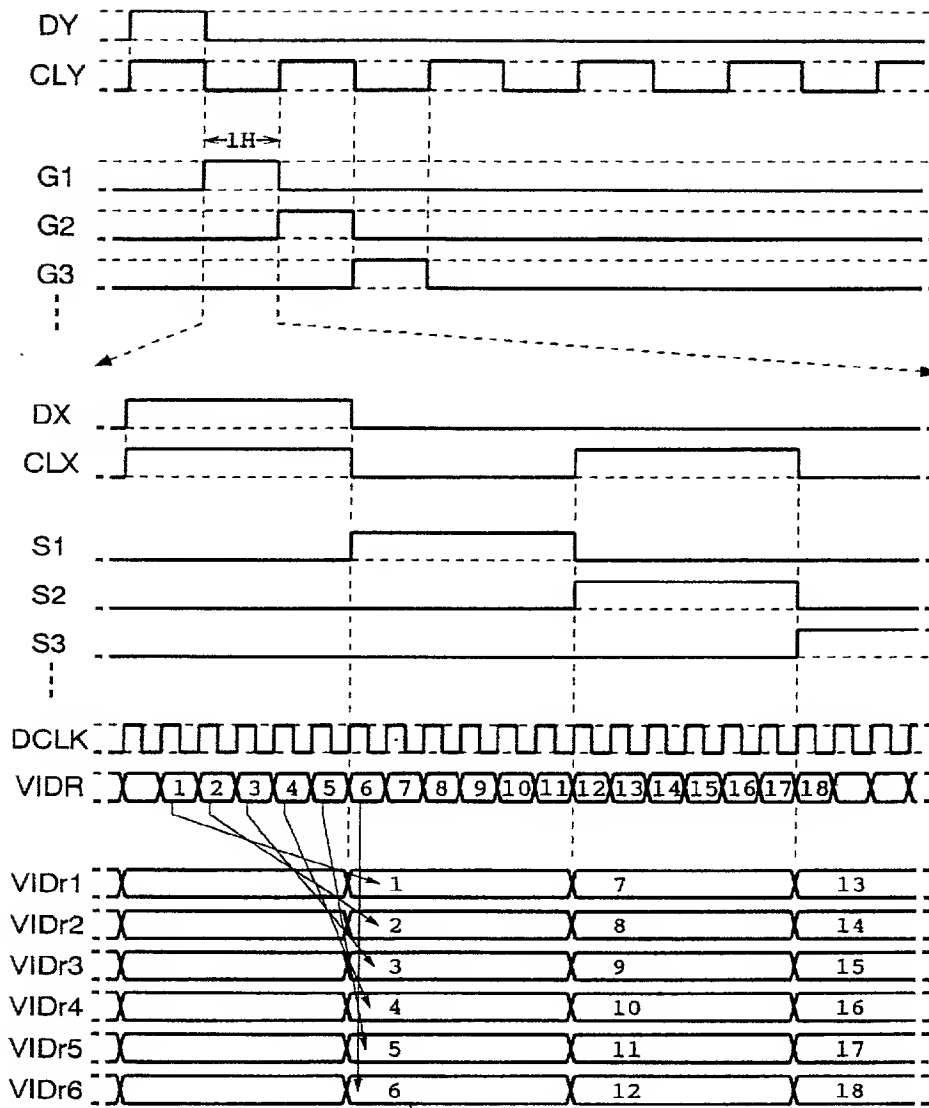 DY
CLY
1H
G1
G2
G3
DX
CLX
S1
S2
S3
DCLK
VIDR 1 2 3 4 5 6 7 8 9 10 11 12 13 14 15 16 17 18
VIDr1 1 7 13
VIDr2 2 8 14
VIDr3 3 9 15
VIDr4 4 10 16
VIDr5 5 11 17
VIDr6 6 12 18